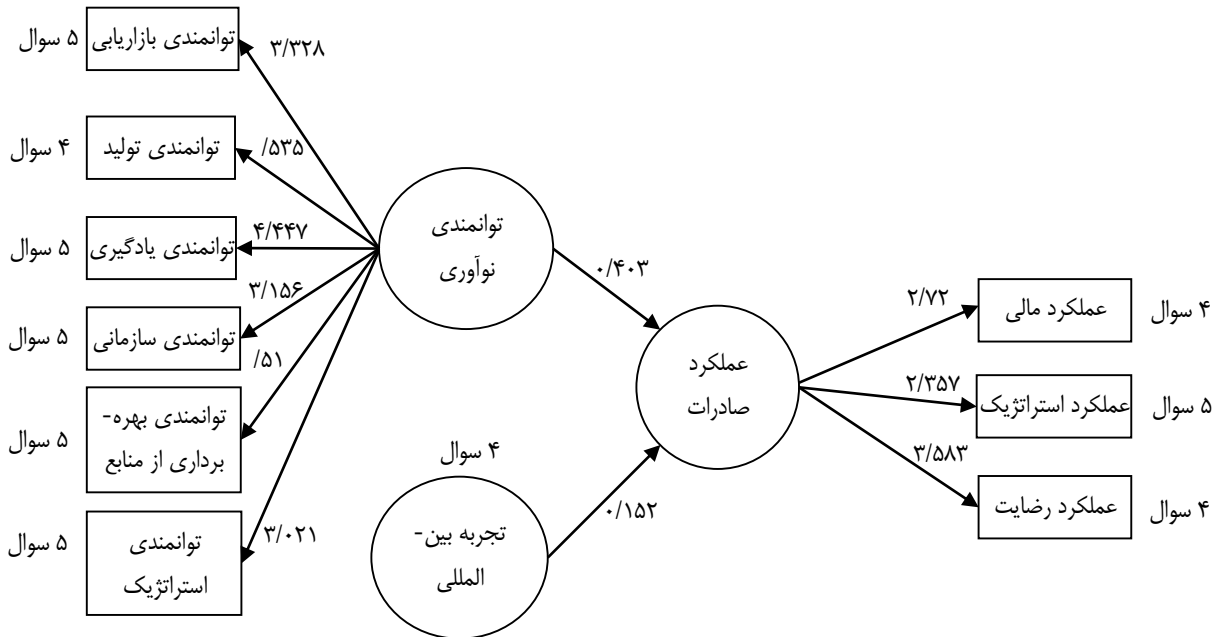 توانمندی بازاریابی
۵ سوال
۳/۳۲۸
توانمندی تولید
۴ سوال
/۵۳۵
توانمندی یادگیری
۵ سوال
۴/۴۴۷
توانمندی سازمانی
۵ سوال
۳/۱۵۶
توانمندی بهره-
برداری از منابع
۵ سوال
/۵۱
توانمندی
استراتژیک
۵ سوال
۳/۰۲۱
توانمندی
نوآوری
۰/۴۰۳
۴ سوال
تجربه بین-
المللی
۰/۱۵۲
عملکرد
صادرات
۲/۷۲
عملکرد مالی
۴ سوال
۲/۳۵۷
عملکرد استراتژیک
۵ سوال
۳/۵۸۳
عملکرد رضایت
۴ سوال